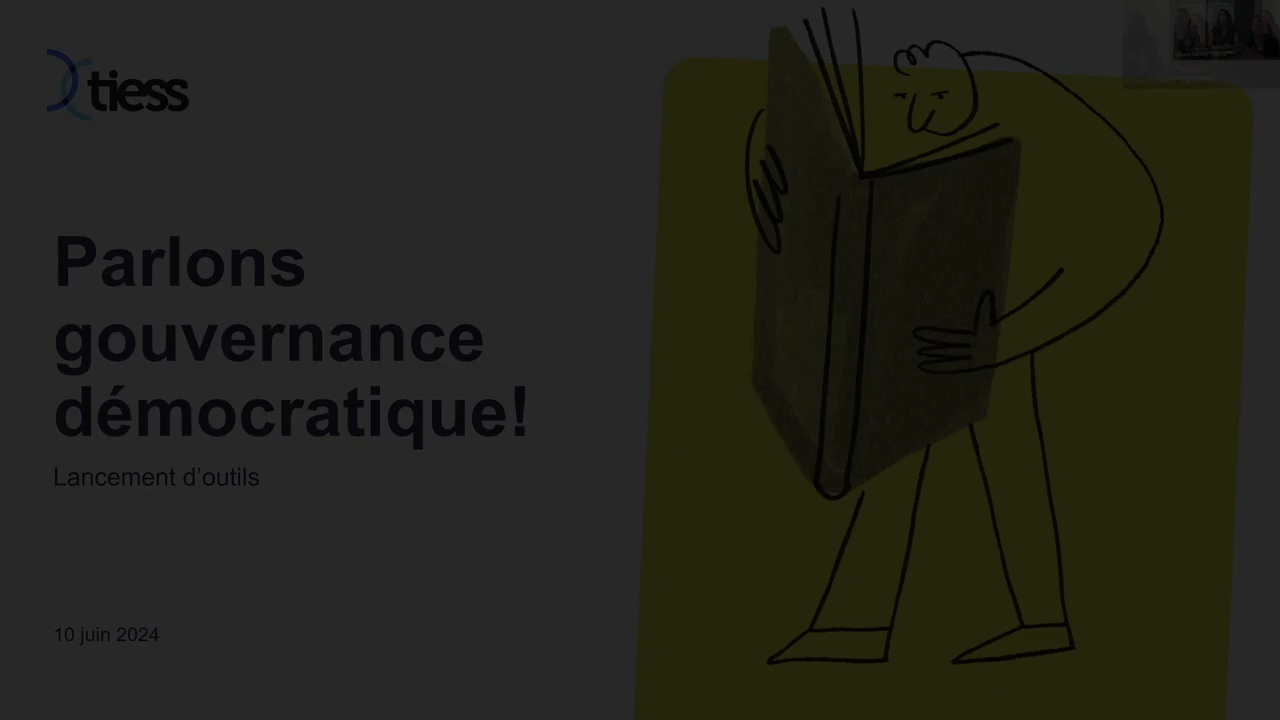 tiess
Parlons
gouvernance
démocratique!
Lancement d'outils
10 juin 2024